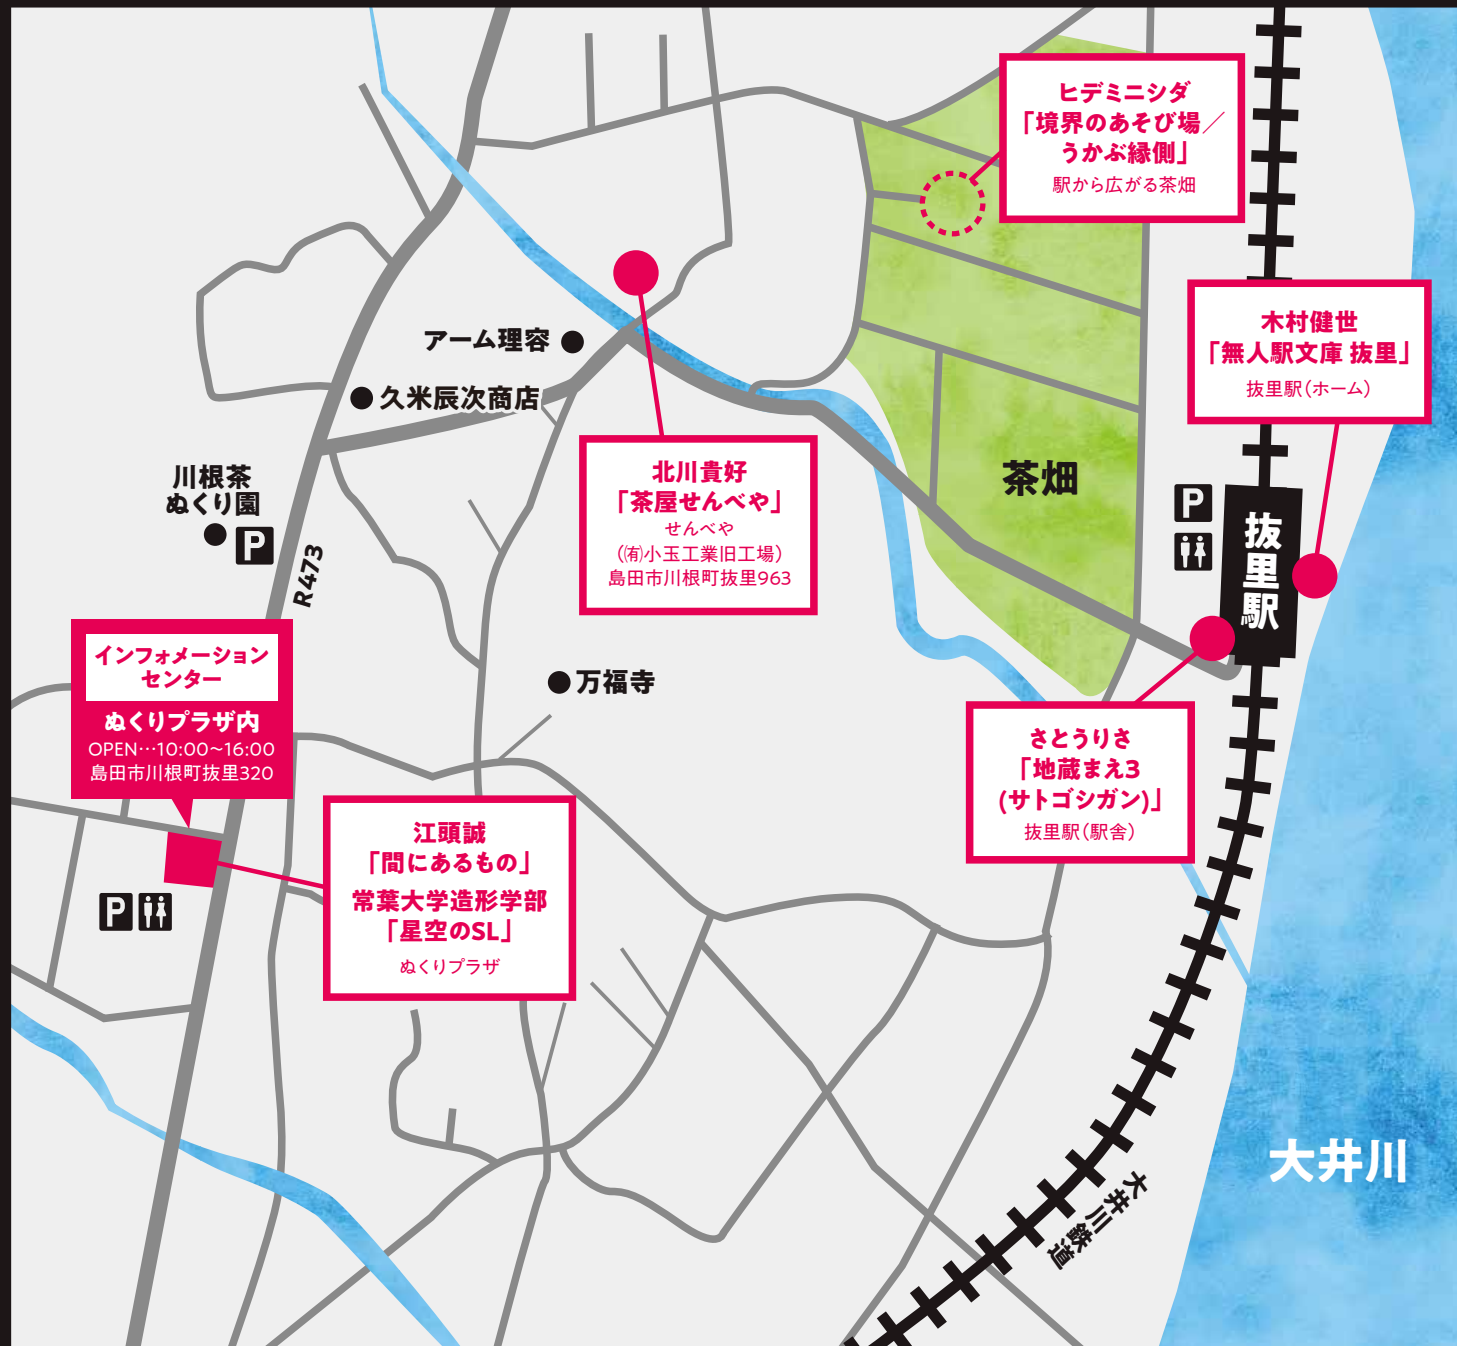 ヒデミニシダ
「境界のあそび場／
うかぶ縁側」
駅から広がる茶畑
木村健世
「無人駅文庫 抜里」
抜里駅（ホーム）
アーム理容
久米辰次商店
北川貴好
「茶屋せんべや」
せんべや
（㈲小玉工業旧工場）
島田市川根町抜里963
茶畑
川根茶
ぬくり園
P
R473
P
抜里駅
インフォメーション
センター
ぬくりプラザ内
OPEN…10:00~16:00
島田市川根町抜里320
万福寺
さとうりさ
「地蔵まえ3
(サトゴシガン)」
抜里駅（駅舎）
江頭誠
「間にあるもの」
常葉大学造形学部
「星空のSL」
ぬくりプラザ
P
大井川
大井川鉄道